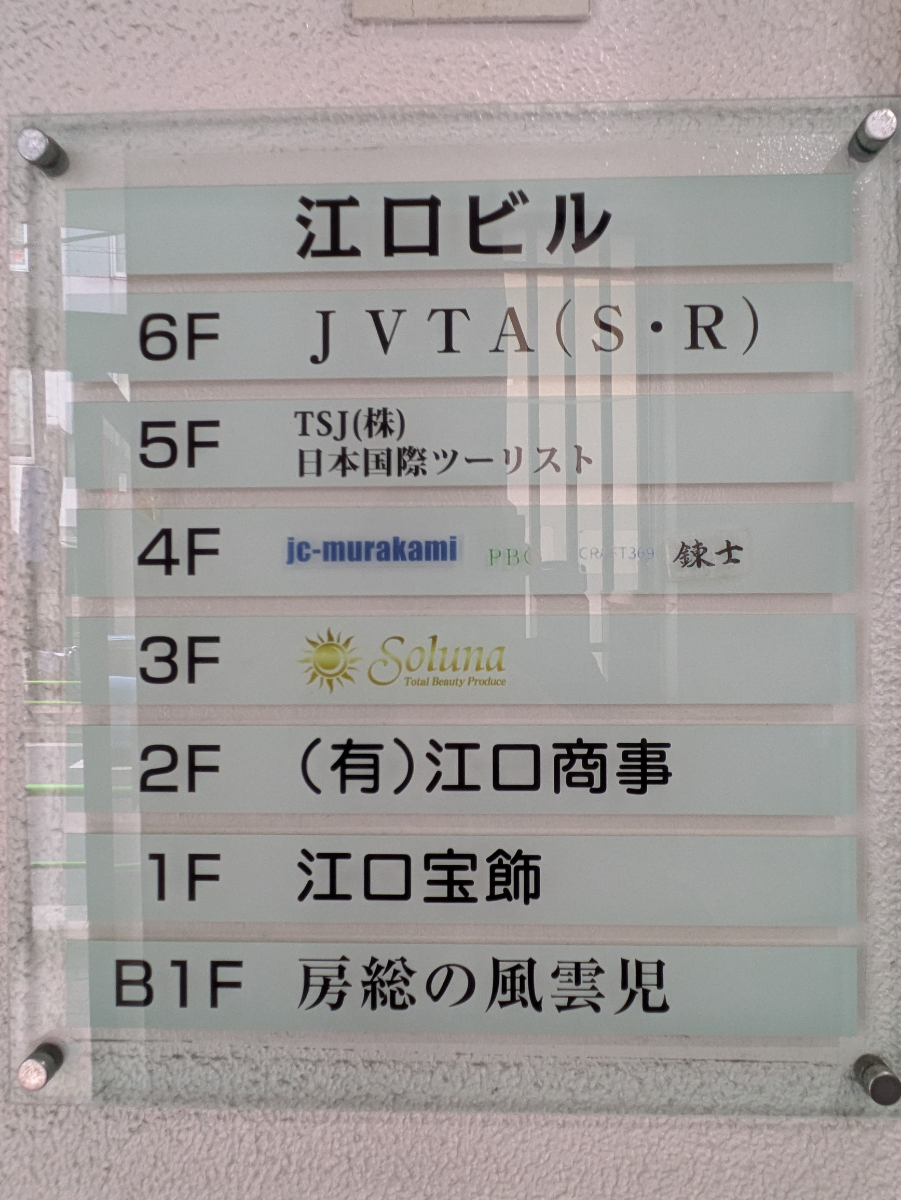 江口ビル
6F JVTA(S・R)
5F TSJ(株)
日本国際ツーリスト
4F jc-murakami CRAFT369 錬士
3F Soluna
Total Beauty Produce
2F (有)江口商事
1F 江口宝飾
B1F 房総の風雲児